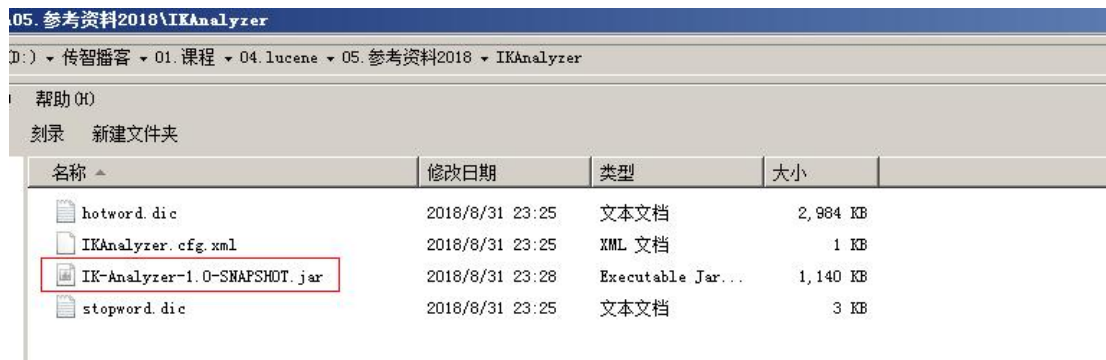 05. 参考资料2018\IKAnalyzer
D:) ▾ 传智播客 ▾ 01.课程 ▾ 04.lucene ▾ 05.参考资料2018 ▾ IKAnalyzer
帮助(H)
刻录 新建文件夹
名称 修改日期 类型 大小
hotword.dic 2018/8/31 23:25 文本文档 2,984 KB
IKAnalyzer.cfg.xml 2018/8/31 23:25 XML 文档 1 KB
IK-Analyzer-1.0-SNAPSHOT.jar 2018/8/31 23:28 Executable Jar... 1,140 KB
stopword.dic 2018/8/31 23:25 文本文档 3 KB